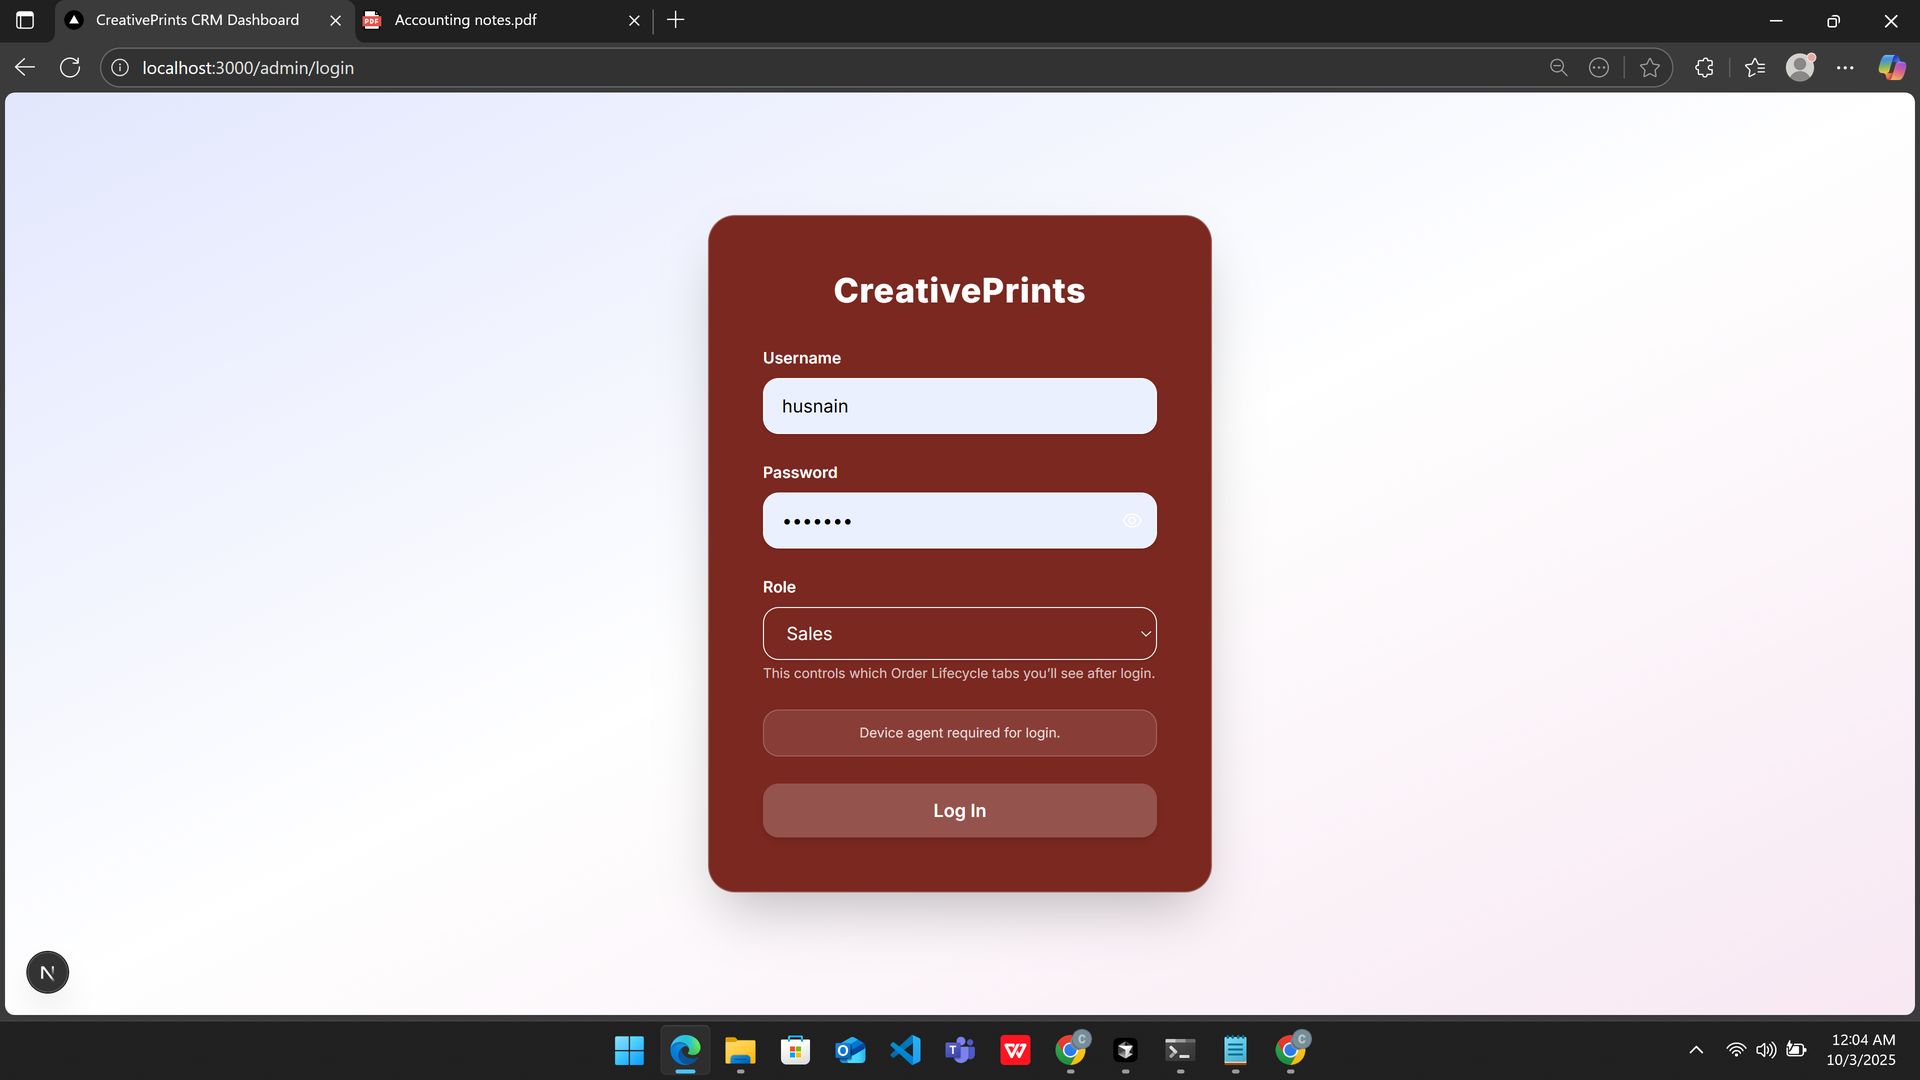 CreativePrints CRM Dashboard
Accounting notes.pdf
localhost:3000/admin/login
CreativePrints
Username
husnain
Password
•••••••
Role
Sales
This controls which Order Lifecycle tabs you’ll see after login.
Device agent required for login.
Log In
N
PDF
C
C
12:04 AM
10/3/2025